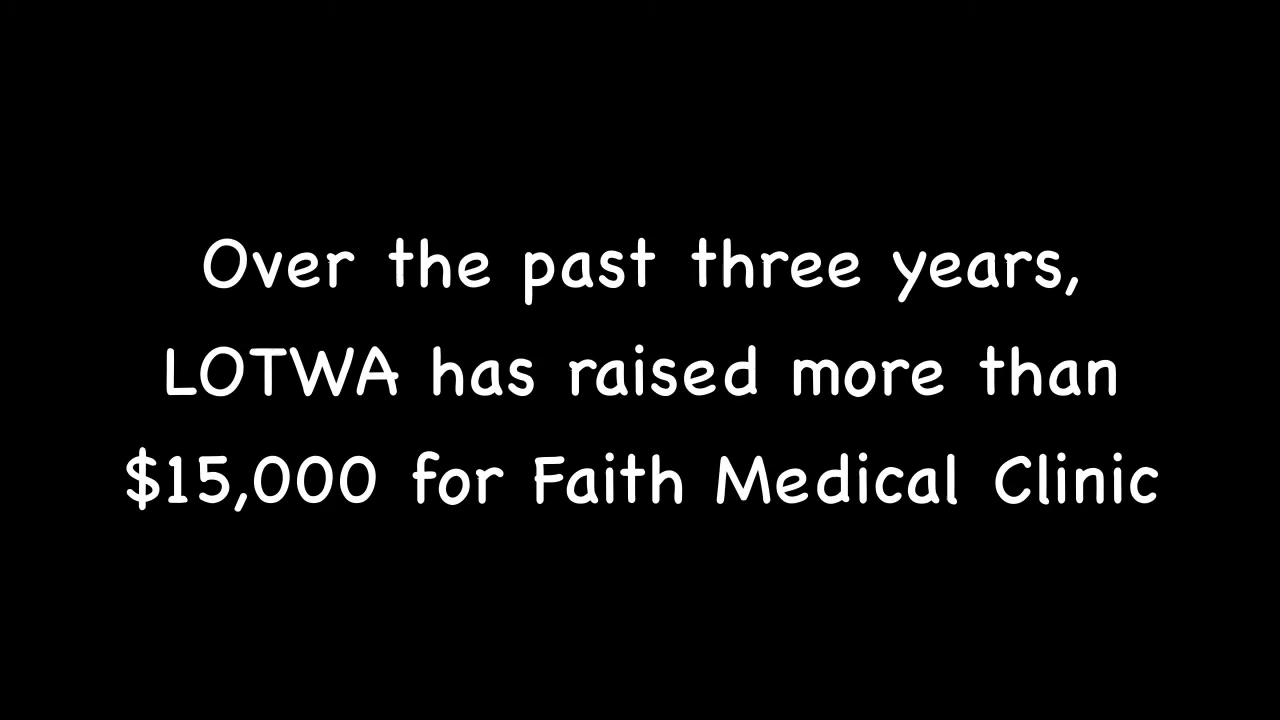 Over the past three years,
LOTWA has raised more than
$15,000 for Faith Medical Clinic